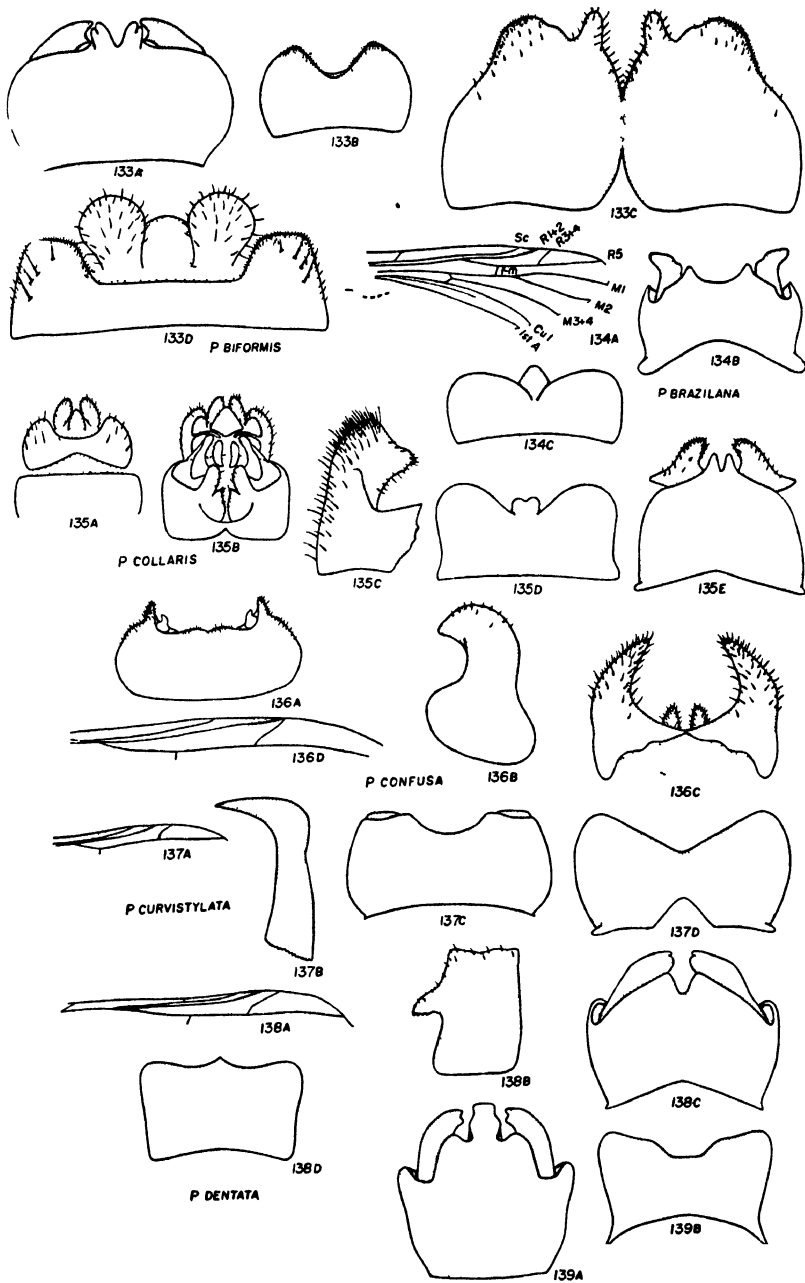 133A
133B
133C
133D
P BIFORMIS
Sc
R1+2
R3+4
R5
r-m
M1
M2
M3+4
Cu1
1st A
134A
134B
P BRAZILANA
134C
135A
135B
P COLLARIS
135C
135D
135E
136A
136D
P CONFUSA
136B
136C
137A
P CURVISTYLATA
137B
137C
137D
138A
138B
138C
138D
P DENTATA
139A
139B